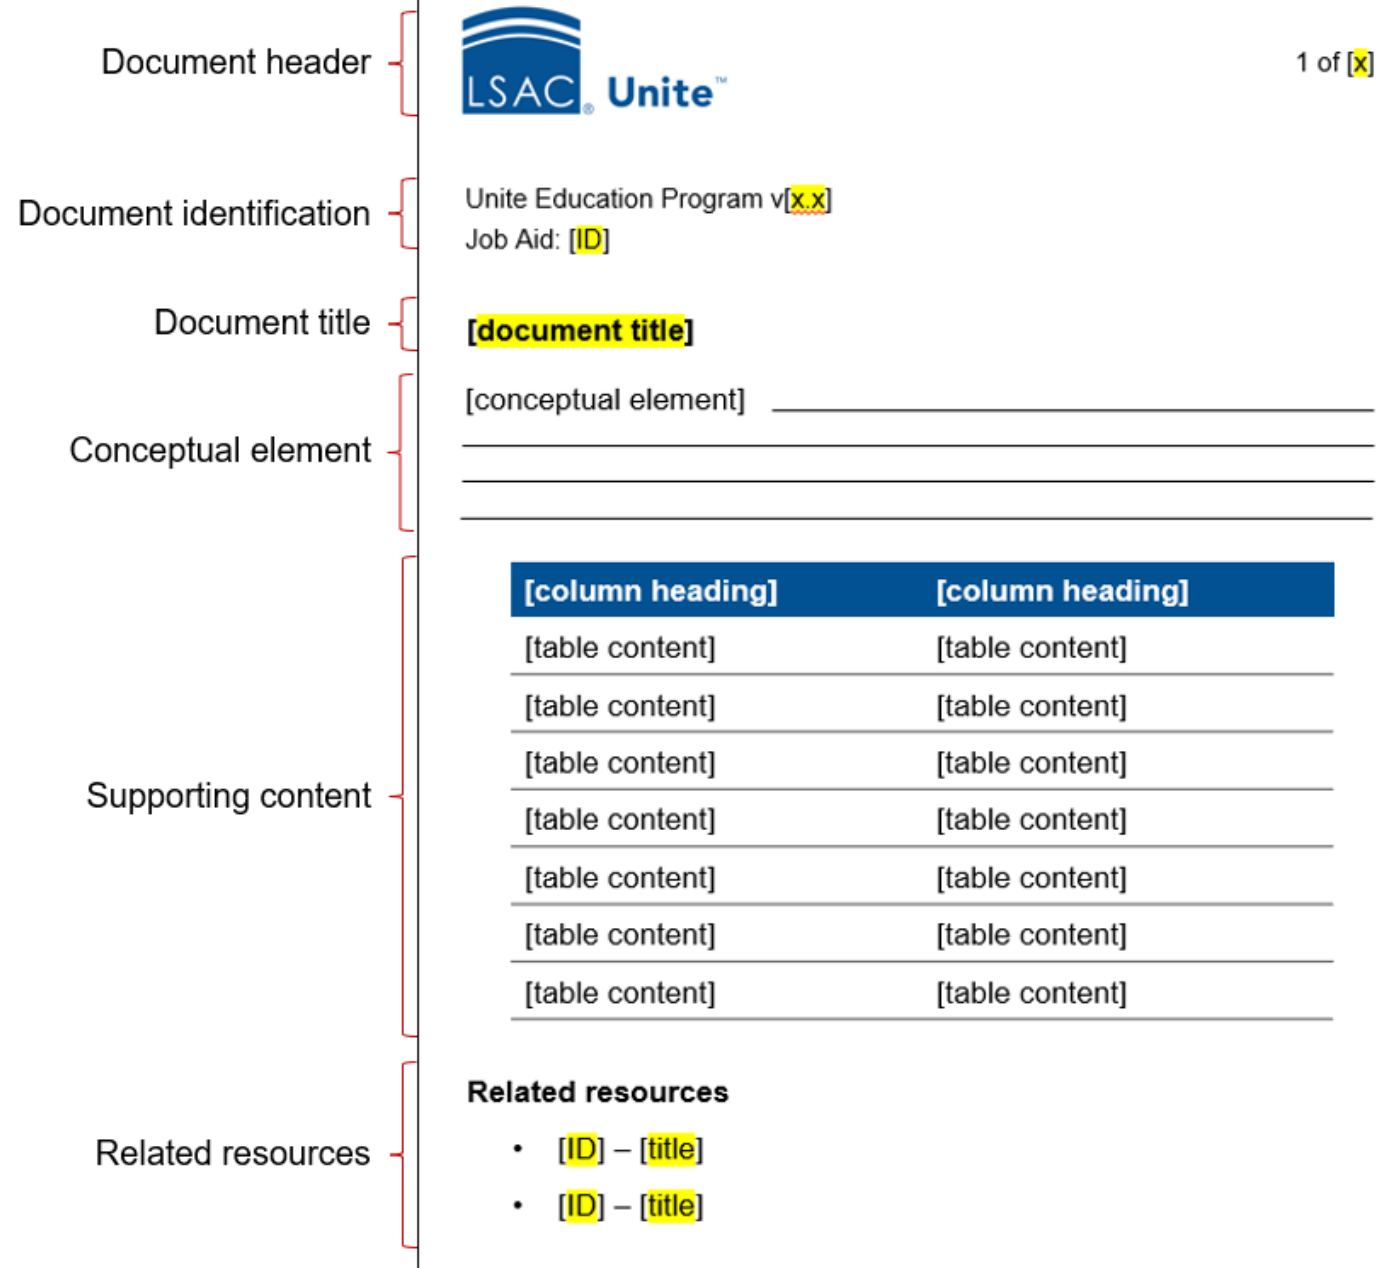 Document header
LSAC® Unite™
1 of [x]
Document identification
Unite Education Program v[x.x]
Job Aid: [ID]
Document title
[document title]
Conceptual element
[conceptual element]
Supporting content
[column heading] [column heading]
[table content] [table content]
[table content] [table content]
[table content] [table content]
[table content] [table content]
[table content] [table content]
[table content] [table content]
[table content] [table content]
Related resources
Related resources
• [ID] – [title]
• [ID] – [title]